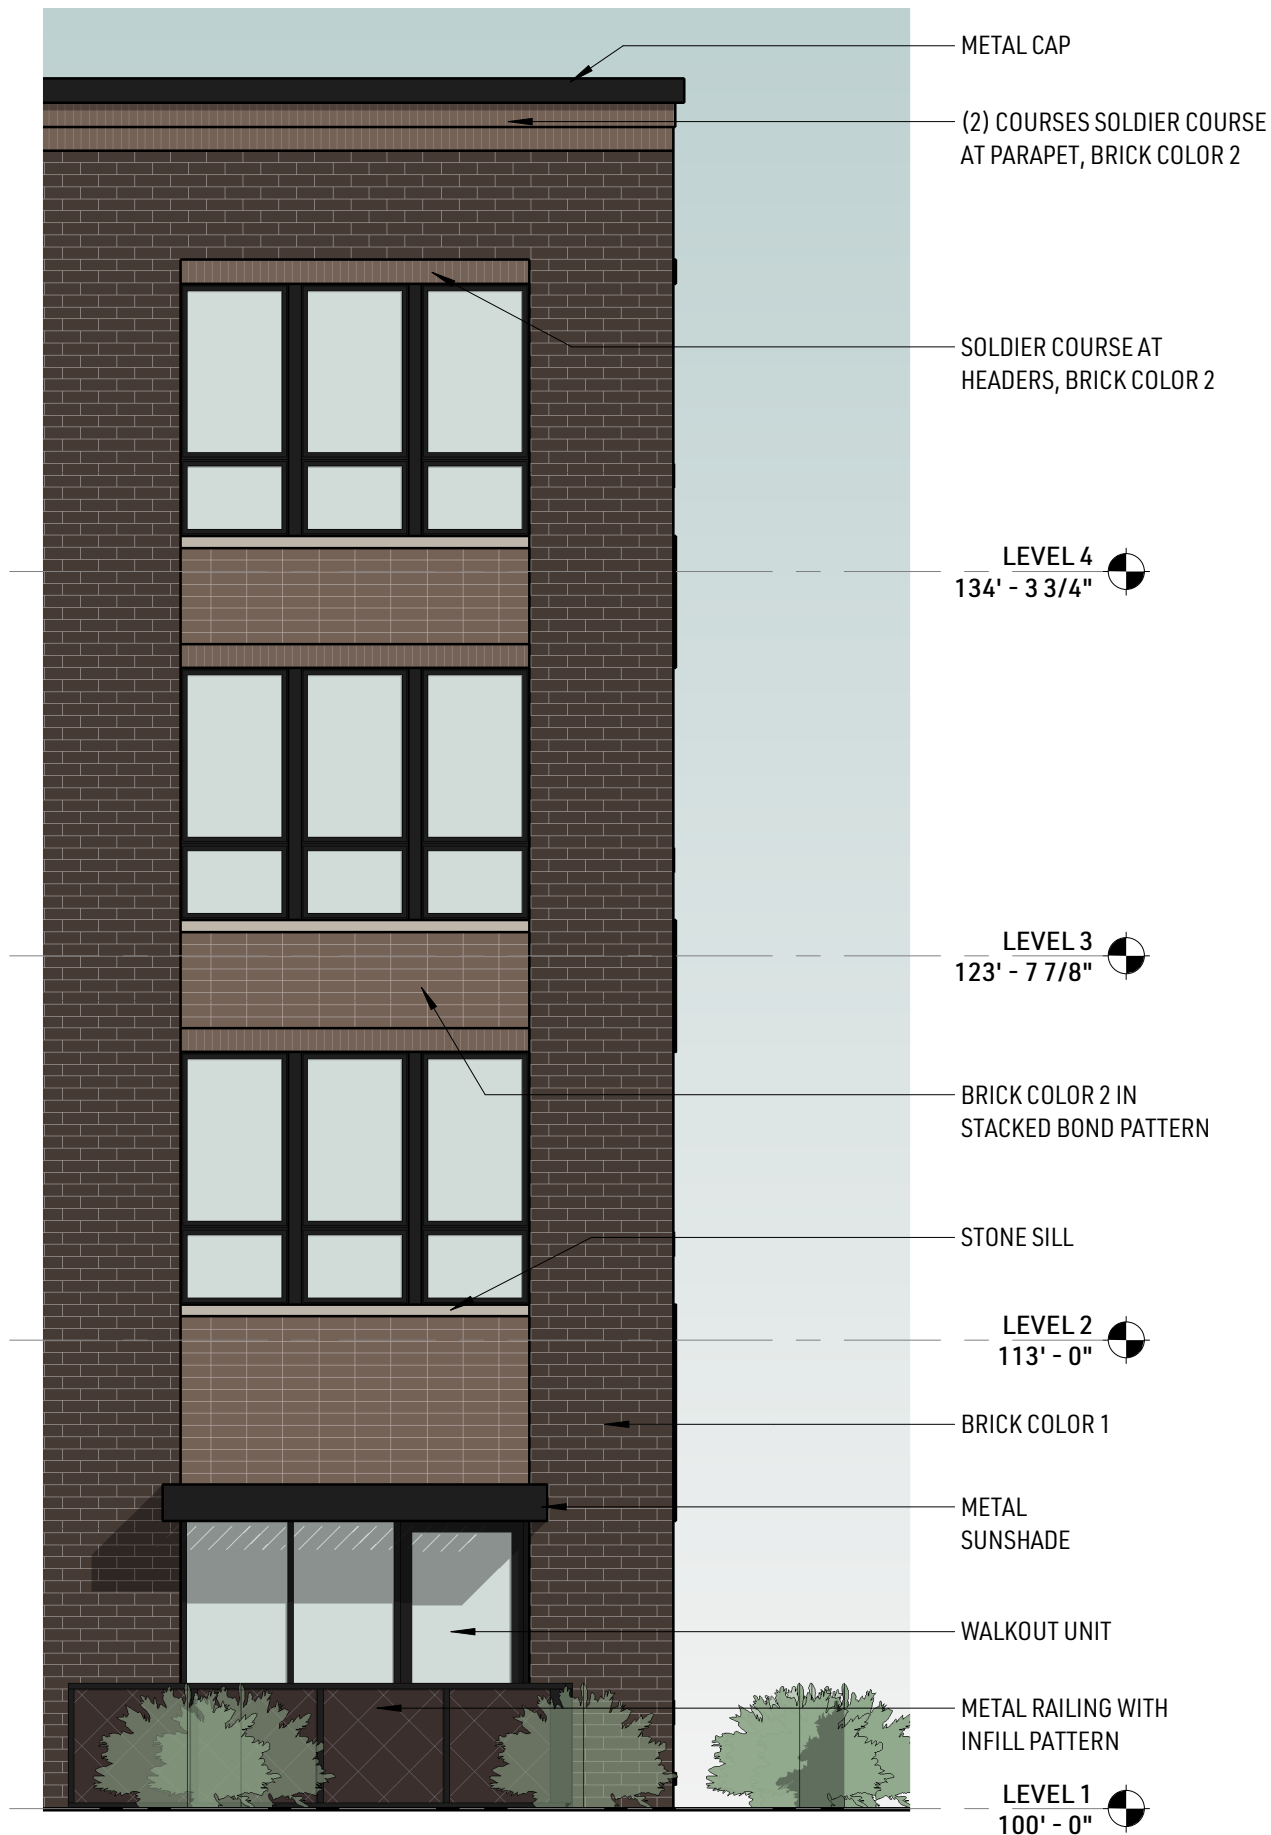 METAL CAP
(2) COURSES SOLDIER COURSE
AT PARAPET, BRICK COLOR 2
SOLDIER COURSE AT
HEADERS, BRICK COLOR 2
LEVEL 4
134' - 3 3/4"
LEVEL 3
123' - 7 7/8"
BRICK COLOR 2 IN
STACKED BOND PATTERN
STONE SILL
LEVEL 2
113' - 0"
BRICK COLOR 1
METAL
SUNSHADE
WALKOUT UNIT
METAL RAILING WITH
INFILL PATTERN
LEVEL 1
100' - 0"